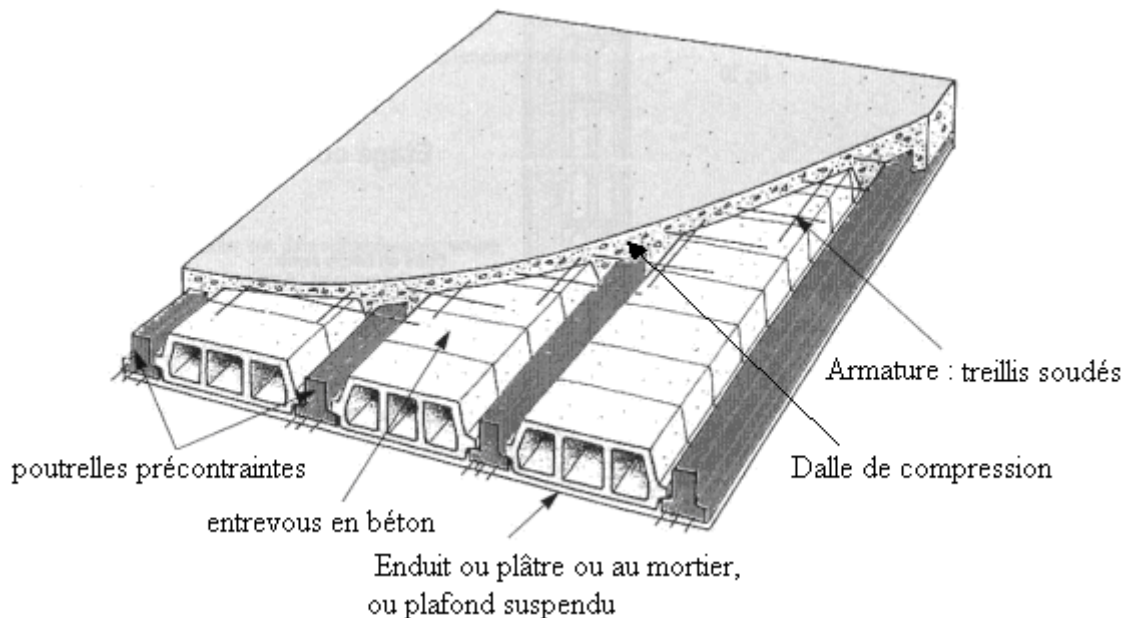 Armature : treillis soudés
poutrelles précontraintes
Dalle de compression
entrevous en béton
Enduit ou plâtre ou au mortier,
ou plafond suspendu